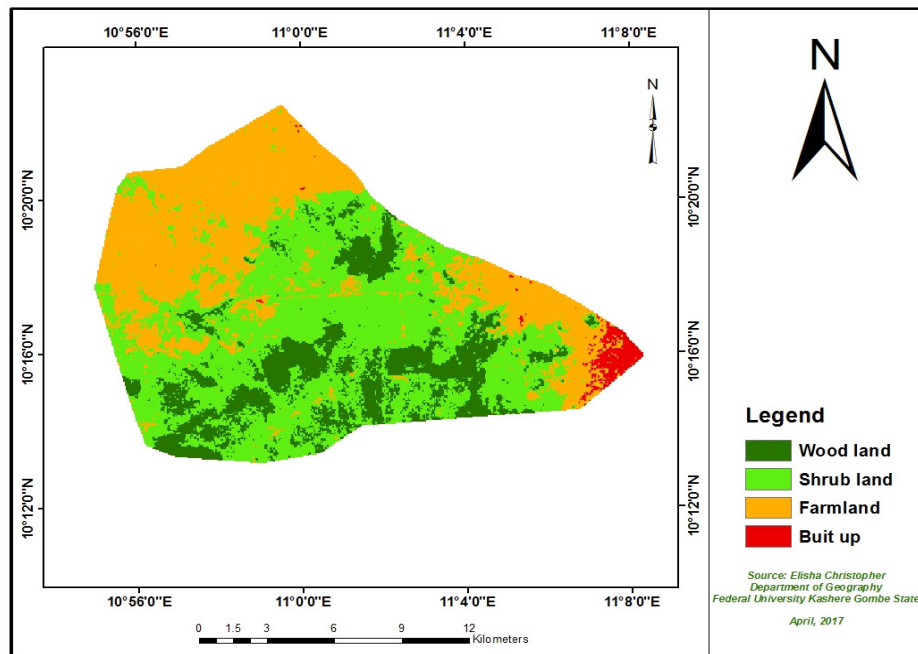 10°56'0"E 11°0'0"E 11°4'0"E 11°8'0"E
N
N
10°20'0"N 10°20'0"N
10°16'0"N 10°16'0"N
10°12'0"N 10°12'0"N
10°56'0"E 11°0'0"E 11°4'0"E 11°8'0"E
0 1.5 3 6 9 12
Kilometers
Legend
Wood land
Shrub land
Farmland
Buit up
Source: Elisha Christopher
Department of Geography
Federal University Kashere Gombe State
April, 2017